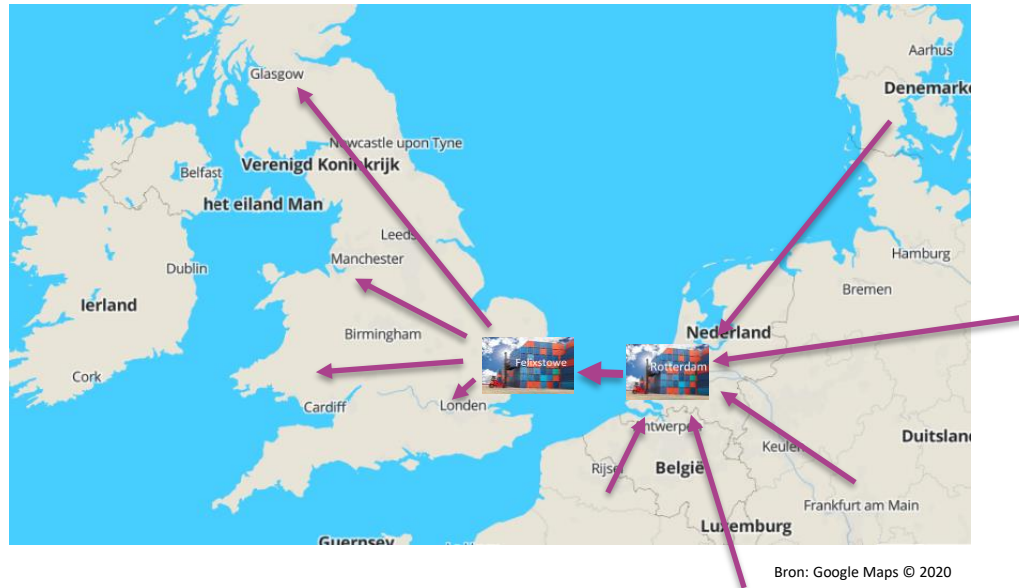 Glasgow
Aarhus
Denemarke
Newcastle upon Tyne
Verenigd Koninkrijk
Belfast
het eiland Man
Leeds
Manchester
Dublin
Hamburg
Bremen
Ierland
Birmingham
Nederland
Felixstowe
Rotterdam
Cork
Cardiff
Londen
Antwerpen
Keulen
Duitslan
Rijsel
België
Frankfurt am Main
Luxemburg
Guernsey
Bron: Google Maps © 2020